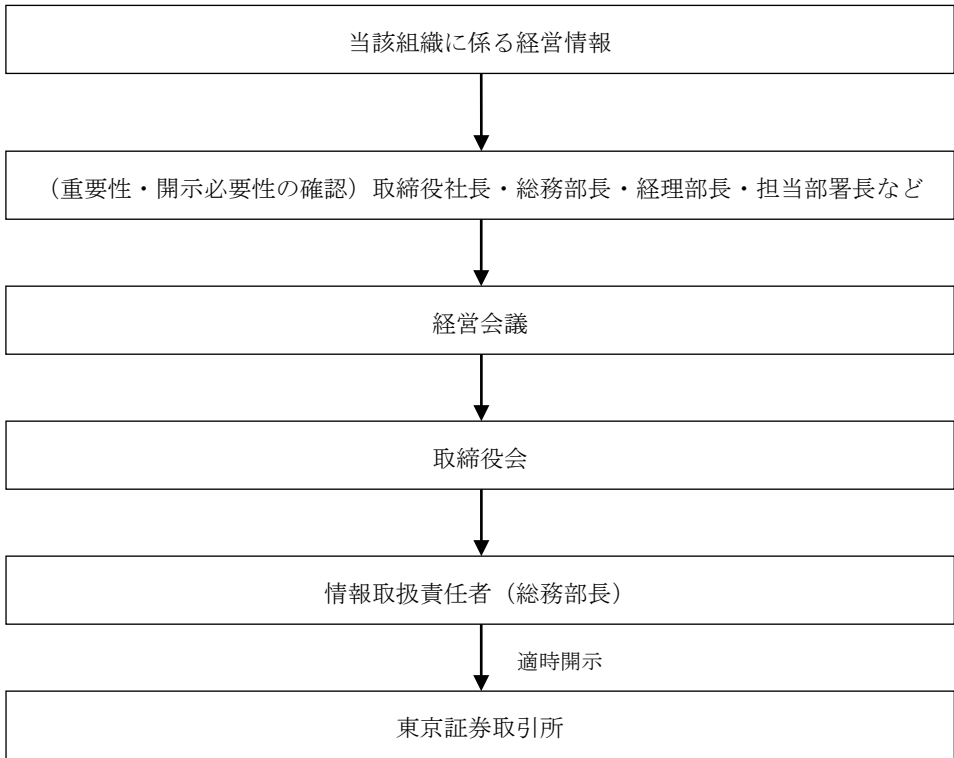 当該組織に係る経営情報
（重要性・開示必要性の確認）取締役社長・総務部長・経理部長・担当部署長など
経営会議
取締役会
情報取扱責任者（総務部長）
適時開示
東京証券取引所